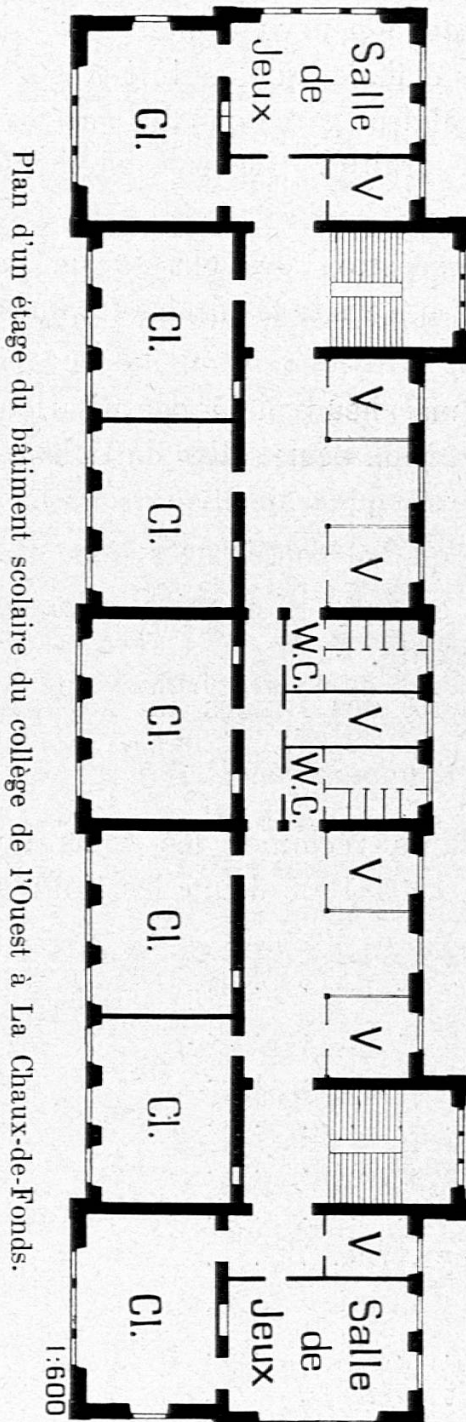 Salle
de
Jeux
V
V
V
W.C.
V
W.C.
V
V
V
Salle
de
Jeux
Cl.
Cl.
Cl.
Cl.
Cl.
Cl.
Cl.
1:600
Plan d'un étage du bâtiment scolaire du collège de l'Ouest à La Chaux-de-Fonds.